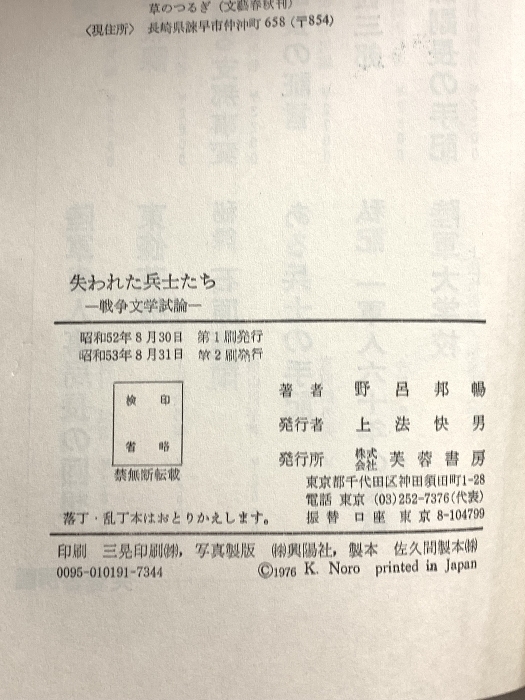 草のつるぎ(文藝春秋刊)
〈現住所〉 長崎県諫早市仲沖町658(〒854)
失われた兵士たち
―戦争文学試論―
昭和52年8月30日 第1刷発行
昭和53年8月31日 第2刷発行
検印
省略
禁無断転載
著者 野呂邦暢
発行者 上法快男
発行所 株式会社 芙蓉書房
東京都千代田区神田須田町1-28
電話 東京 (03)252-7376(代表)
振替口座 東京 8-104799
落丁・乱丁本はおとりかえします。
印刷 三晃印刷㈱, 写真製版 ㈱興陽社, 製本 佐久間製本㈱
0095-010191-7344 ©1976 K. Noro printed in Japan